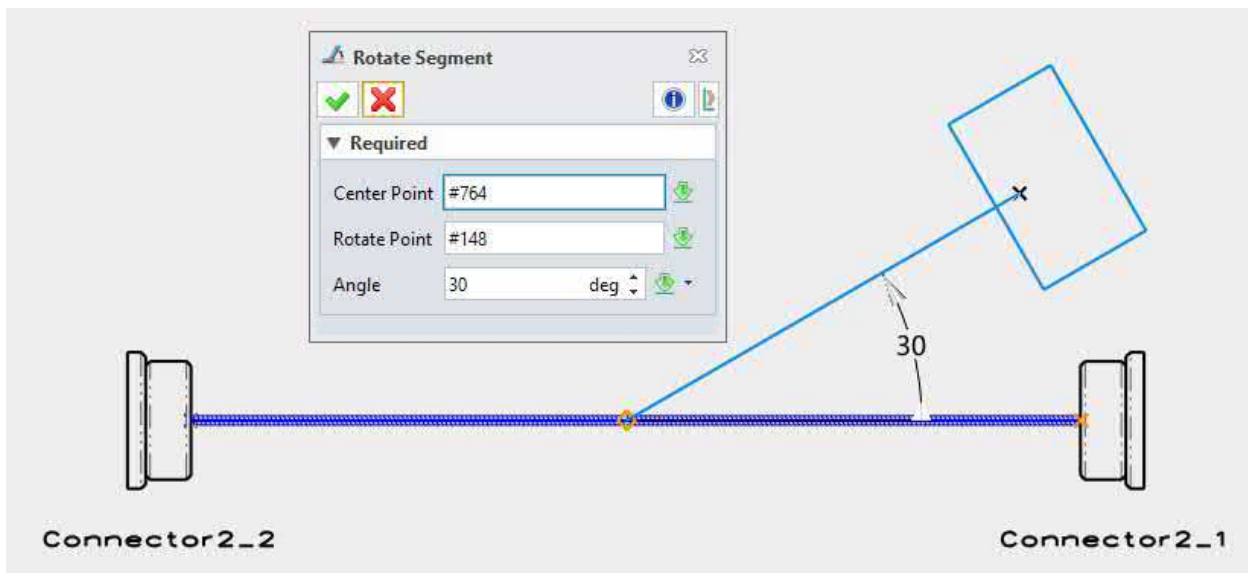 Rotate Segment
Required
Center Point #764
Rotate Point #148
Angle 30 deg
30
Connector2_2
Connector2_1